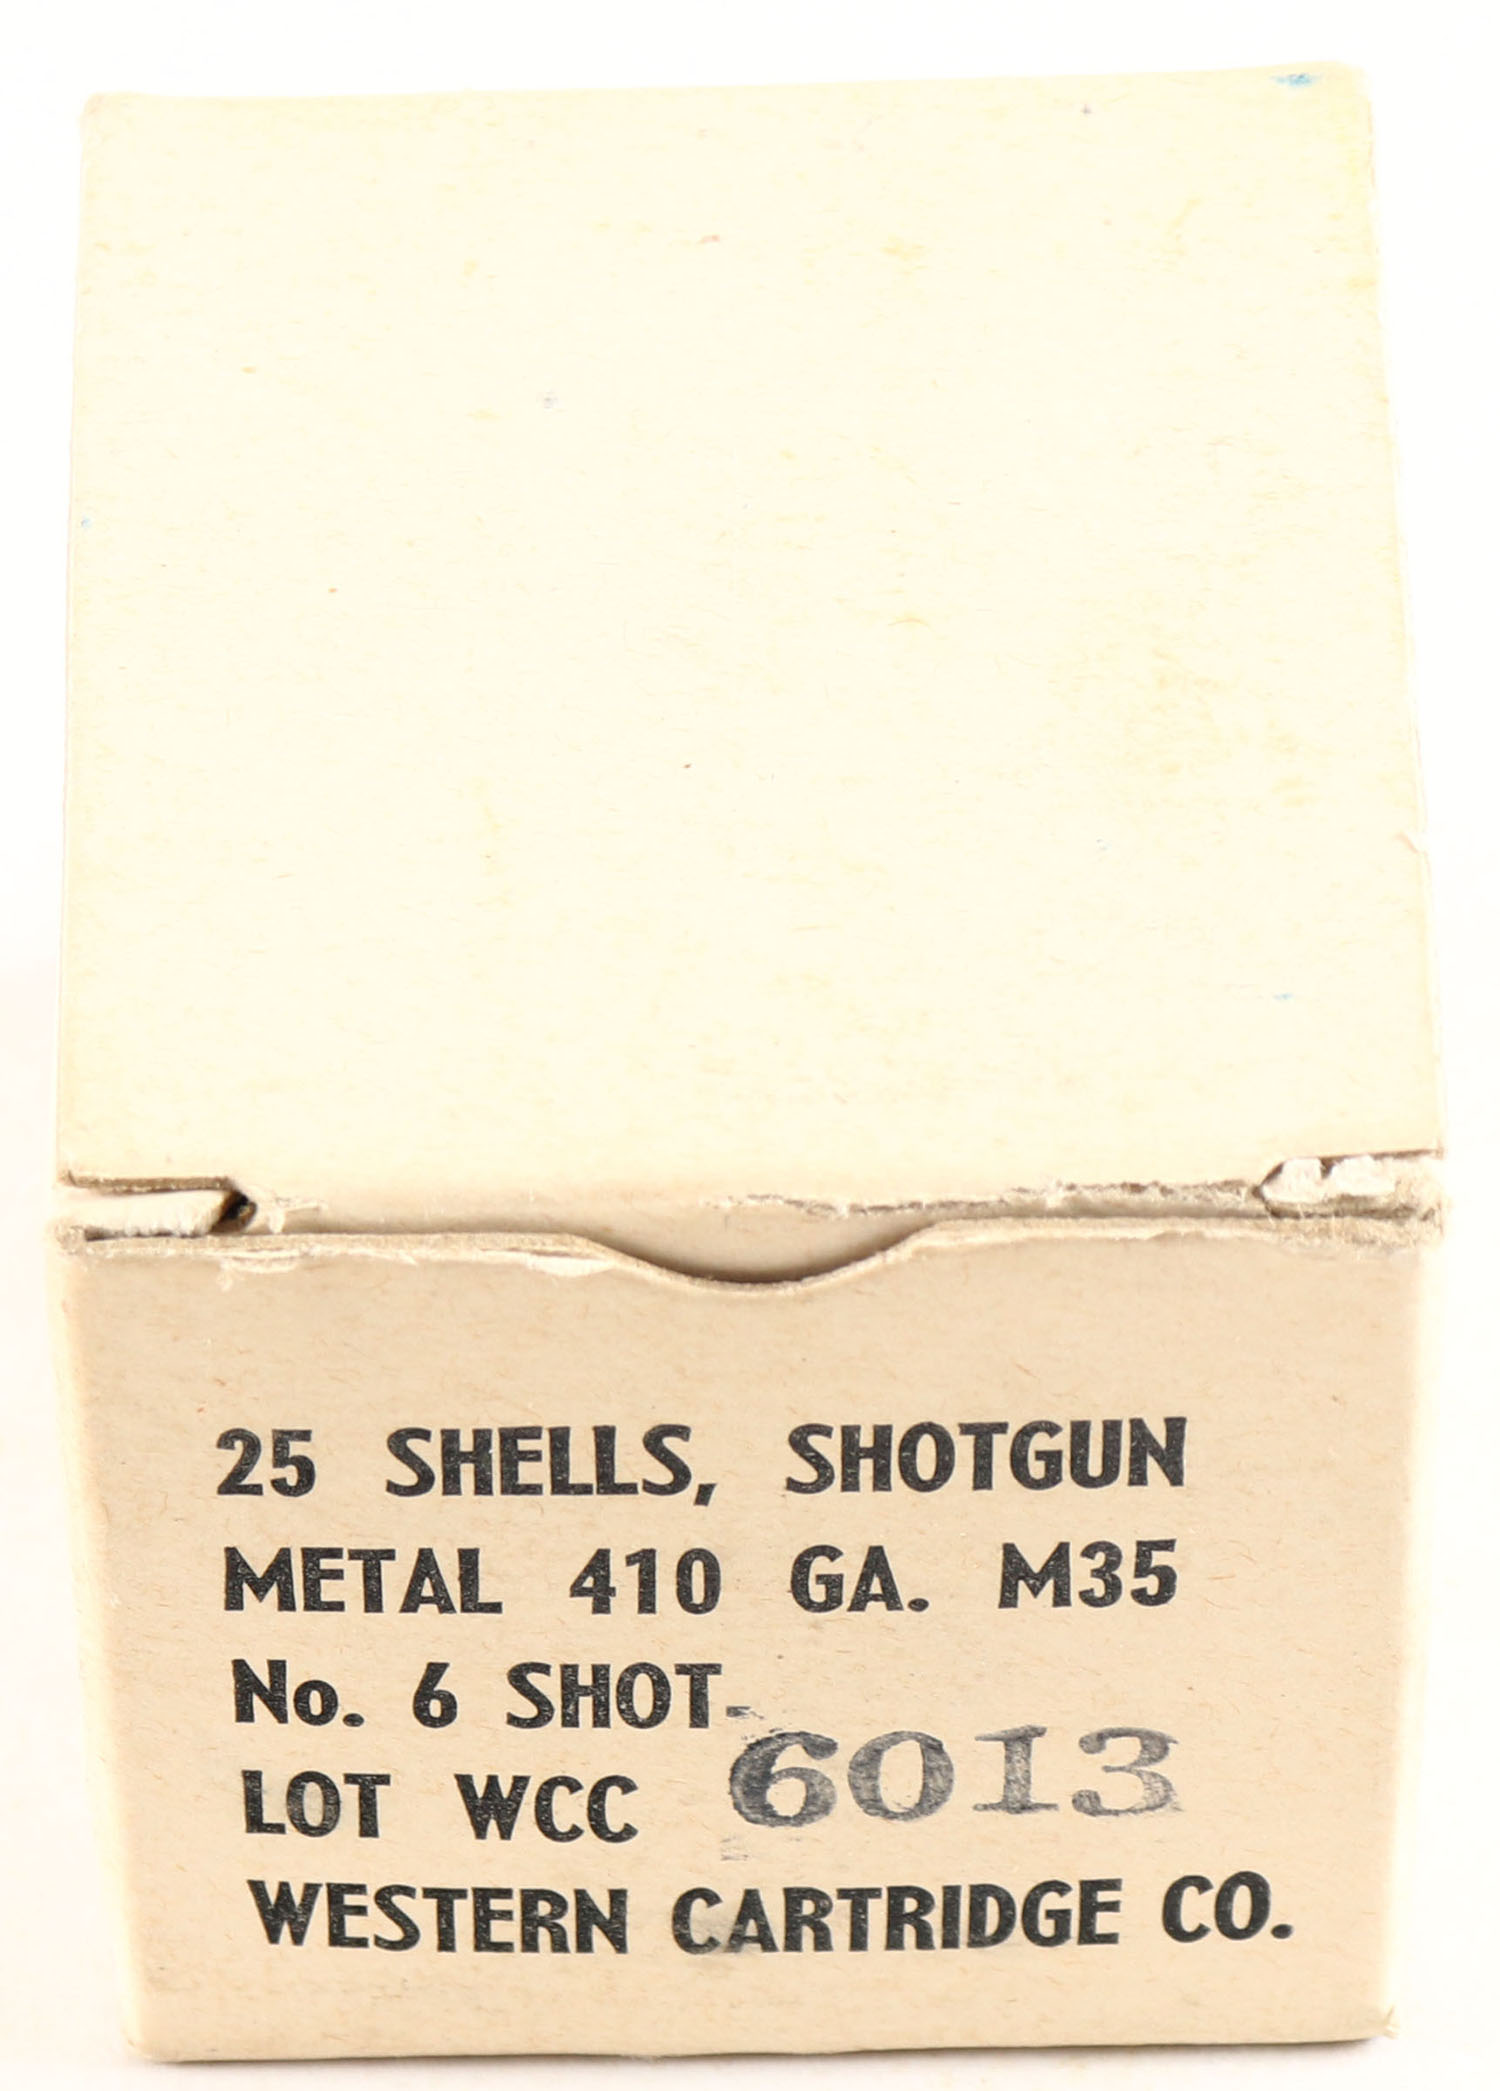 25 SHELLS, SHOTGUN
METAL 410 GA. M35
No. 6 SHOT
LOT WCC 6013
WESTERN CARTRIDGE CO.